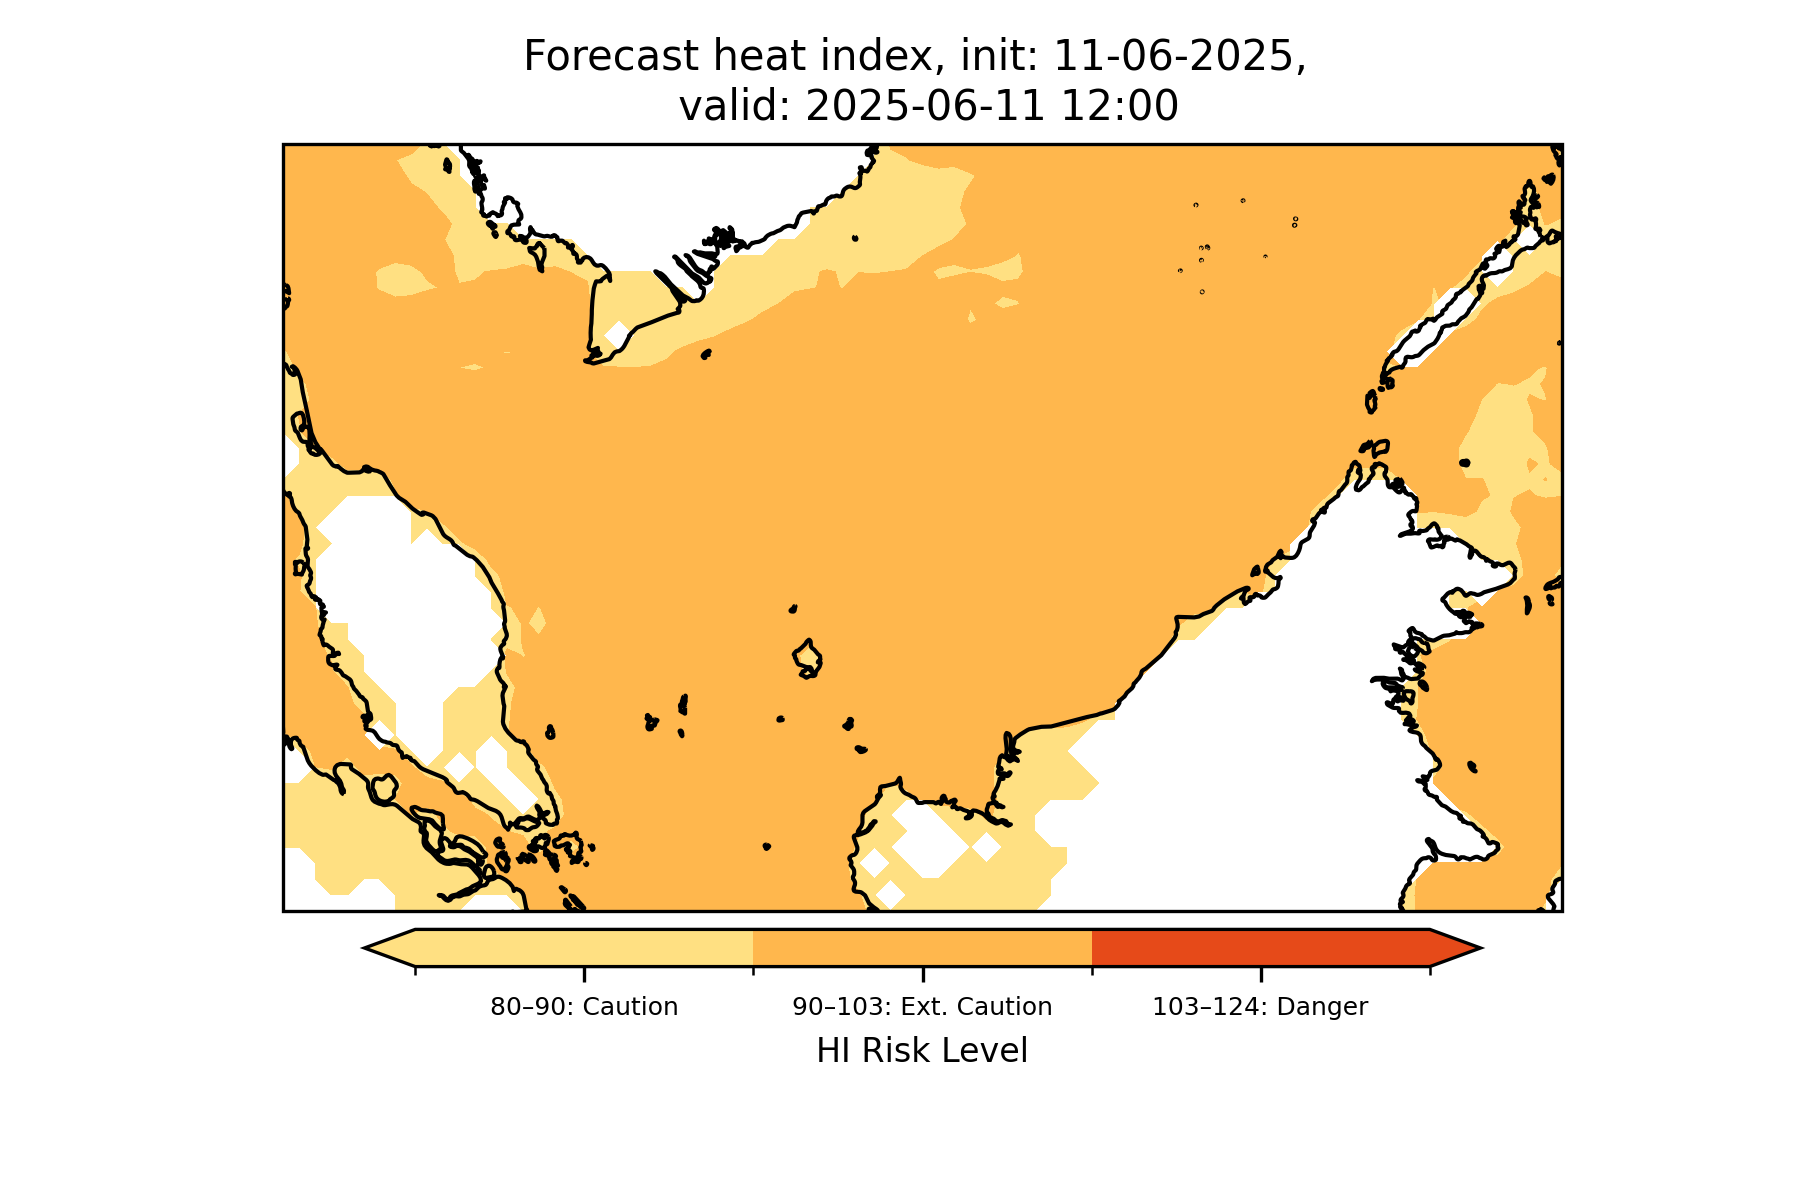 Forecast heat index, init: 11-06-2025,
valid: 2025-06-11 12:00
80–90: Caution
90–103: Ext. Caution
103–124: Danger
HI Risk Level